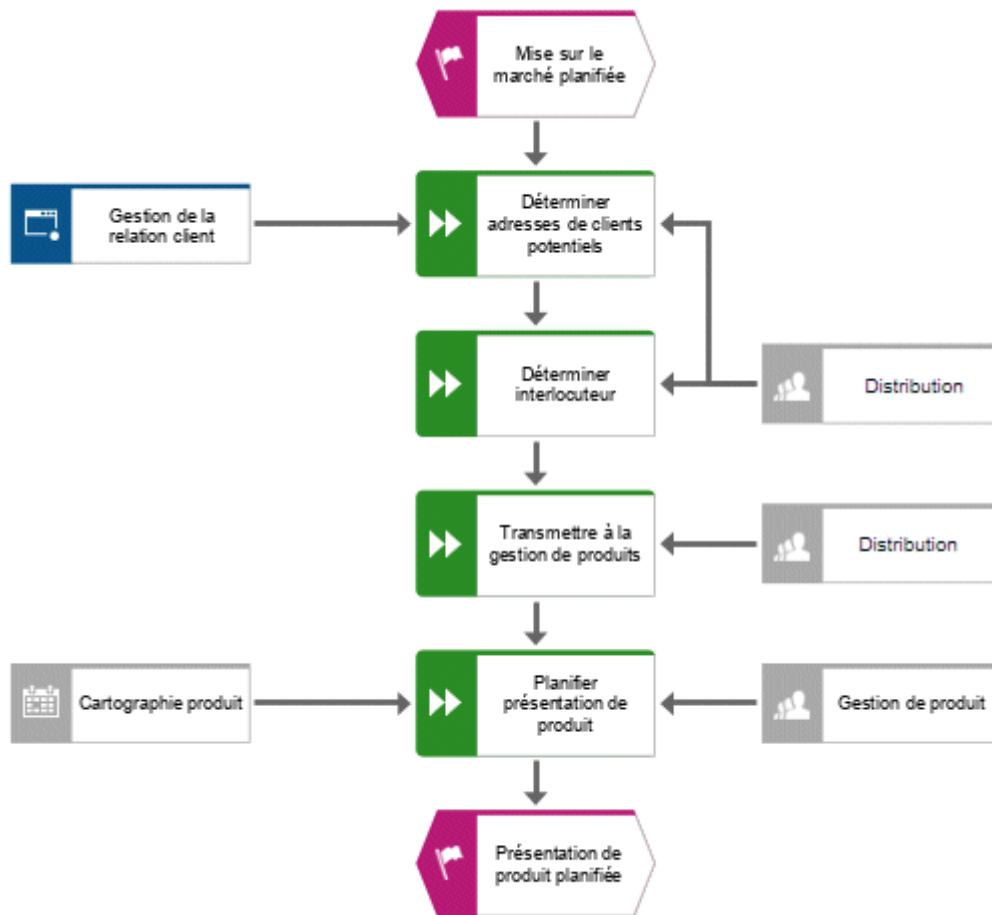 Mise sur le
marché planifiée
Gestion de la
relation client
Déterminer
adresses de clients
potentiels
Déterminer
interlocuteur
Distribution
Transmettre à la
gestion de produits
Distribution
Cartographie produit
Planifier
présentation de
produit
Gestion de produit
Présentation de
produit planifiée